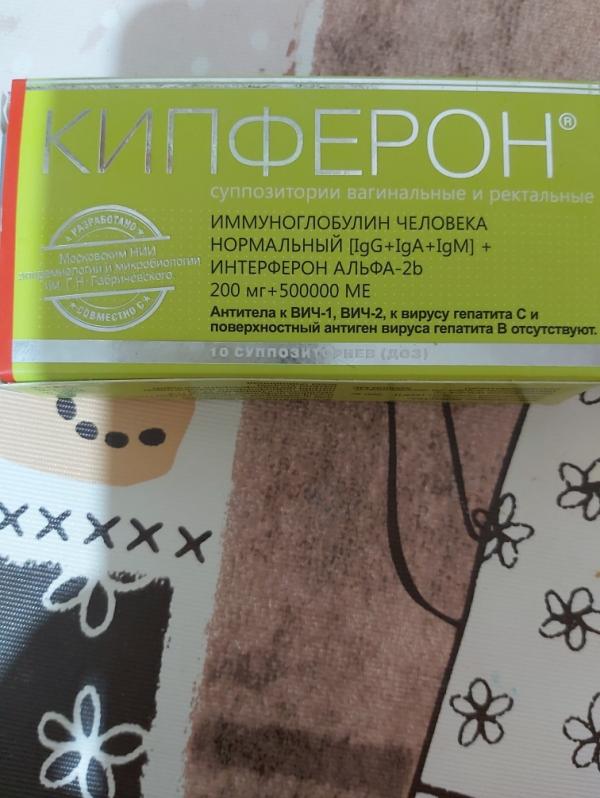 КИПФЕРОН®
суппозитории вагинальные и ректальные
РАЗРАБОТАНО
Московским НИИ
эпидемиологии и микробиологии
им. Г.Н. Габричевского
СОВМЕСТНО С
ИММУНОГЛОБУЛИН ЧЕЛОВЕКА
НОРМАЛЬНЫЙ [IgG+IgA+IgM] +
ИНТЕРФЕРОН АЛЬФА-2b
200 мг+500000 МЕ
Антитела к ВИЧ-1, ВИЧ-2, к вирусу гепатита С и
поверхностный антиген вируса гепатита В отсутствуют.
10 СУППОЗИТОРИЕВ (ДОЗ)